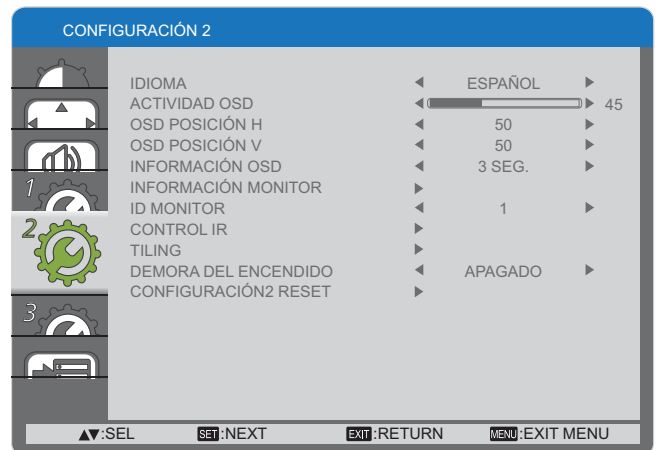 CONFIGURACIÓN 2
IDIOMA ESPAÑOL
ACTIVIDAD OSD 45
OSD POSICIÓN H 50
OSD POSICIÓN V 50
INFORMACIÓN OSD 3 SEG.
INFORMACIÓN MONITOR
ID MONITOR 1
CONTROL IR
TILING
DEMORA DEL ENCENDIDO APAGADO
CONFIGURACIÓN2 RESET
1
2
3
▲▼:SEL SET:NEXT EXIT:RETURN MENU:EXIT MENU